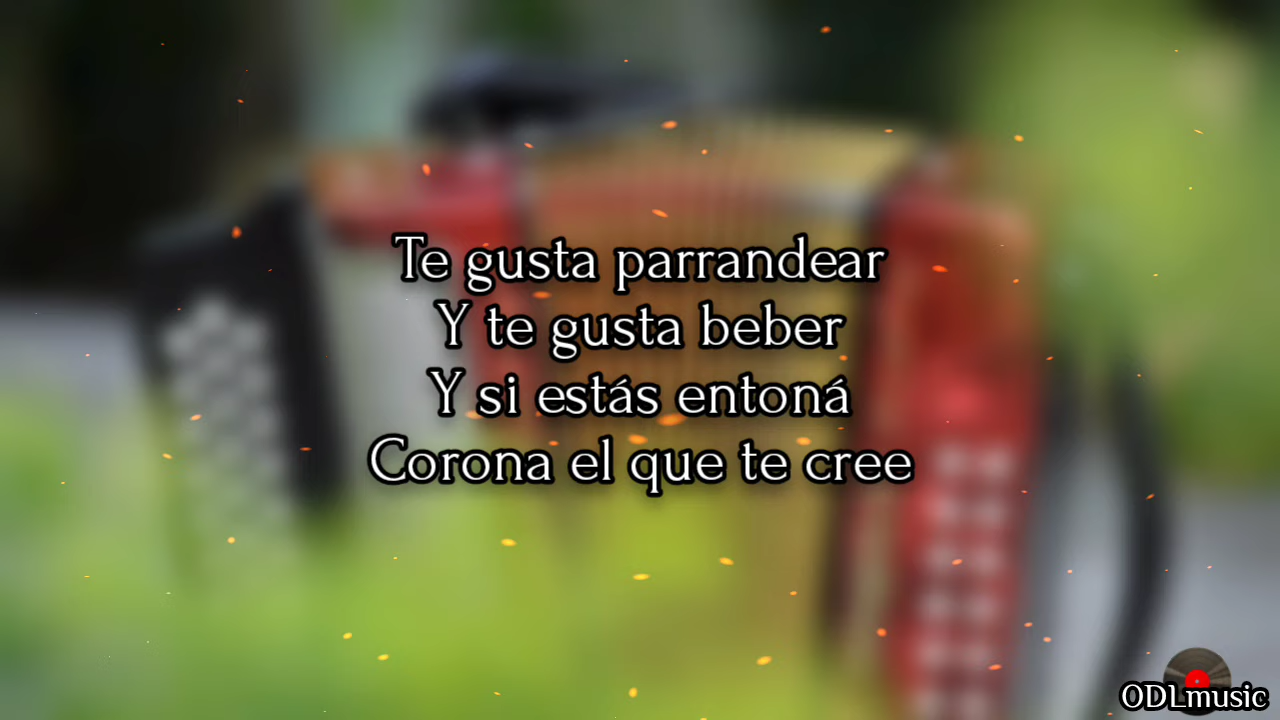 Te gusta parrandear
Y te gusta beber
Y si estás entoná
Corona el que te cree
ODLmusic